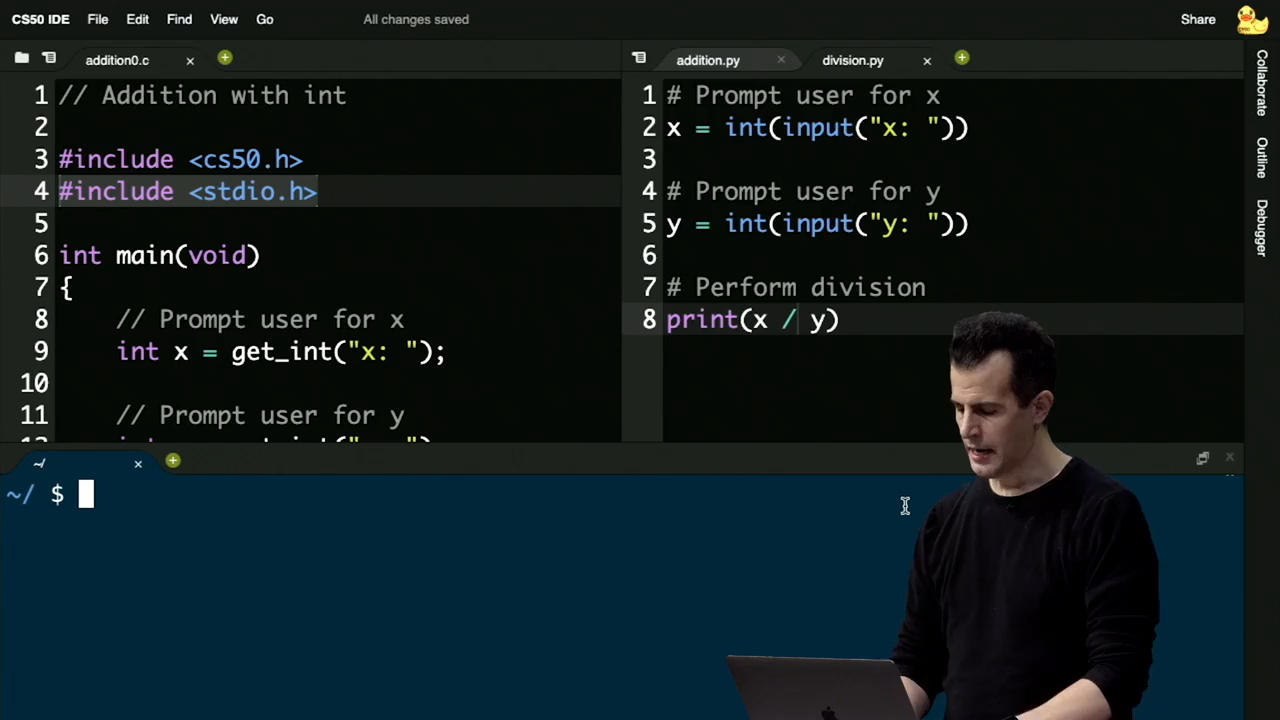 CS50 IDE File Edit View Find Go All changes saved Share
addition0.c
1 // Addition with int
2
3 #include <cs50.h>
4 #include <stdio.h>
5
6 int main(void)
7 {
8 // Prompt user for x
9 int x = get_int("x: ");
10
11 // Prompt user for y
addition.py division.py
1 # Prompt user for x
2 x = int(input("x: "))
3
4 # Prompt user for y
5 y = int(input("y: "))
6
7 # Perform division
8 print(x / y)
Collaborate
Outline
Debugger
~/
~/ $